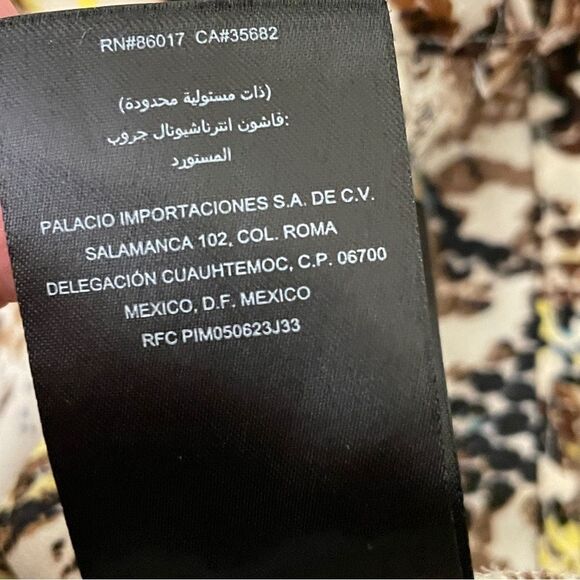 RN#86017 CA#35682
(ذات مسئولية محدودة)
فاشون انترناشيونال جروب:
المستورد
PALACIO IMPORTACIONES S.A. DE C.V.
SALAMANCA 102, COL. ROMA
DELEGACIÓN CUAUHTEMOC, C.P. 06700
MEXICO, D.F. MEXICO
RFC PIM050623J33